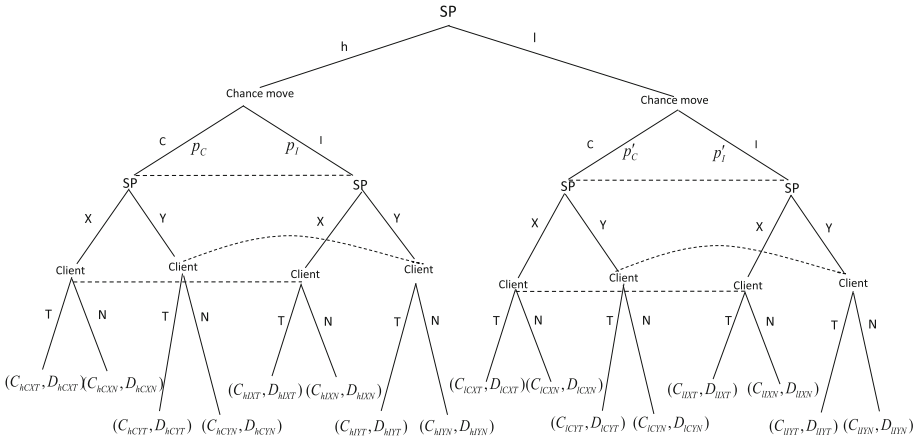 SP
h l
Chance move Chance move
C p_C p_I I C p'_C p'_I I
SP SP SP SP
X Y X Y X Y X Y
Client Client Client Client Client Client Client Client
T N T N T N T N T N T N T N T N
(C_hCXT, D_hCXT) (C_hCXN, D_hCXN) (C_hIXT, D_hIXT) (C_hIXN, D_hIXN) (C_lCXT, D_lCXT) (C_lCXN, D_lCXN) (C_lIXT, D_lIXT) (C_lIXN, D_lIXN)
(C_hCYT, D_hCYT) (C_hCYN, D_hCYN) (C_hIYT, D_hIYT) (C_hIYN, D_hIYN) (C_lCYT, D_lCYT) (C_lCYN, D_lCYN) (C_lIYT, D_lIYT) (C_lIYN, D_lIYN)